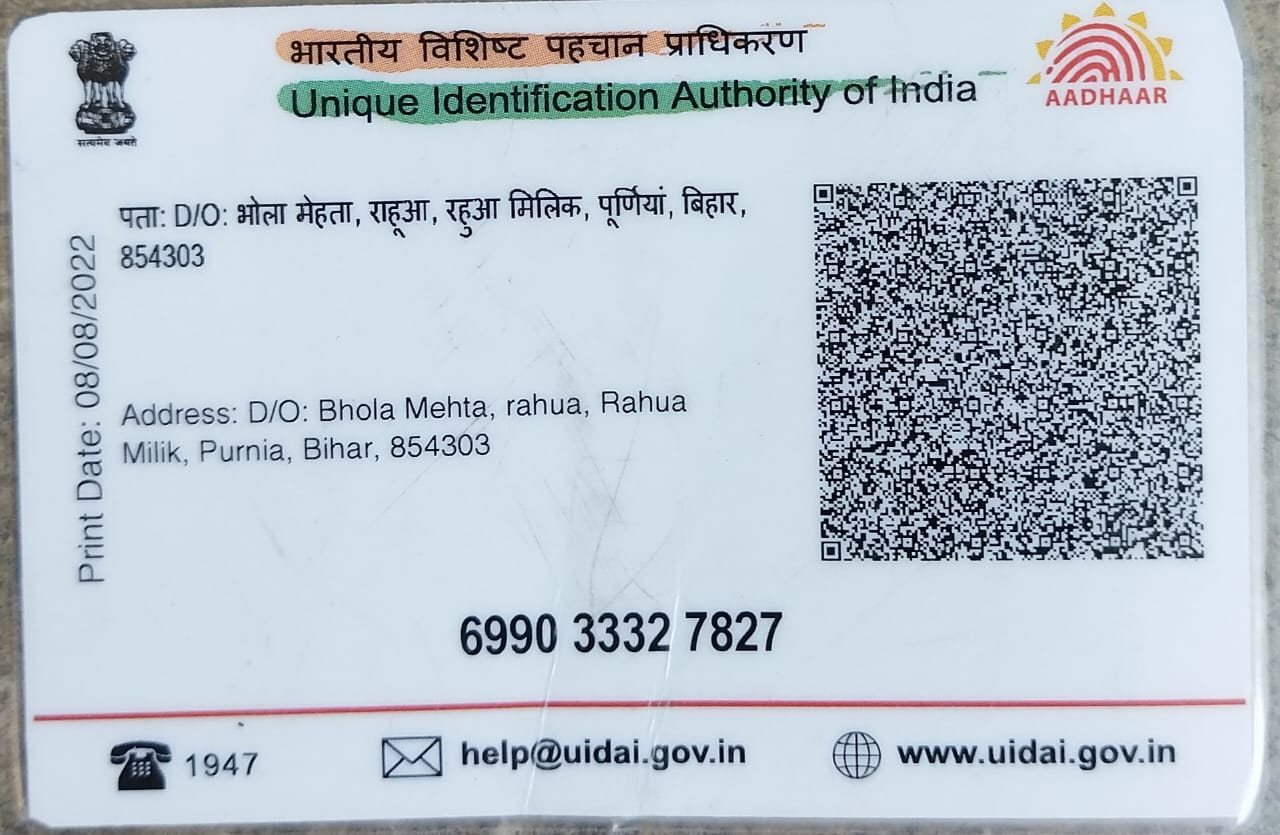 भारतीय विशिष्ट पहचान प्राधिकरण
Unique Identification Authority of India
AADHAAR
सत्यमेव जयते
पता: D/O: भोला मेहता, राहूआ, रहुआ मिलिक, पूर्णियां, बिहार,
854303
Print Date: 08/08/2022
Address: D/O: Bhola Mehta, rahua, Rahua
Milik, Purnia, Bihar, 854303
6990 3332 7827
1947
help@uidai.gov.in
www.uidai.gov.in